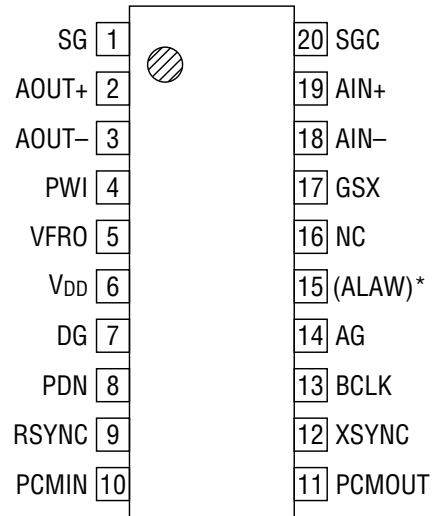 SG 1 20 SGC
AOUT+ 2 19 AIN+
AOUT– 3 18 AIN–
PWI 4 17 GSX
VFRO 5 16 NC
VDD 6 15 (ALAW)*
DG 7 14 AG
PDN 8 13 BCLK
RSYNC 9 12 XSYNC
PCMIN 10 11 PCMOUT